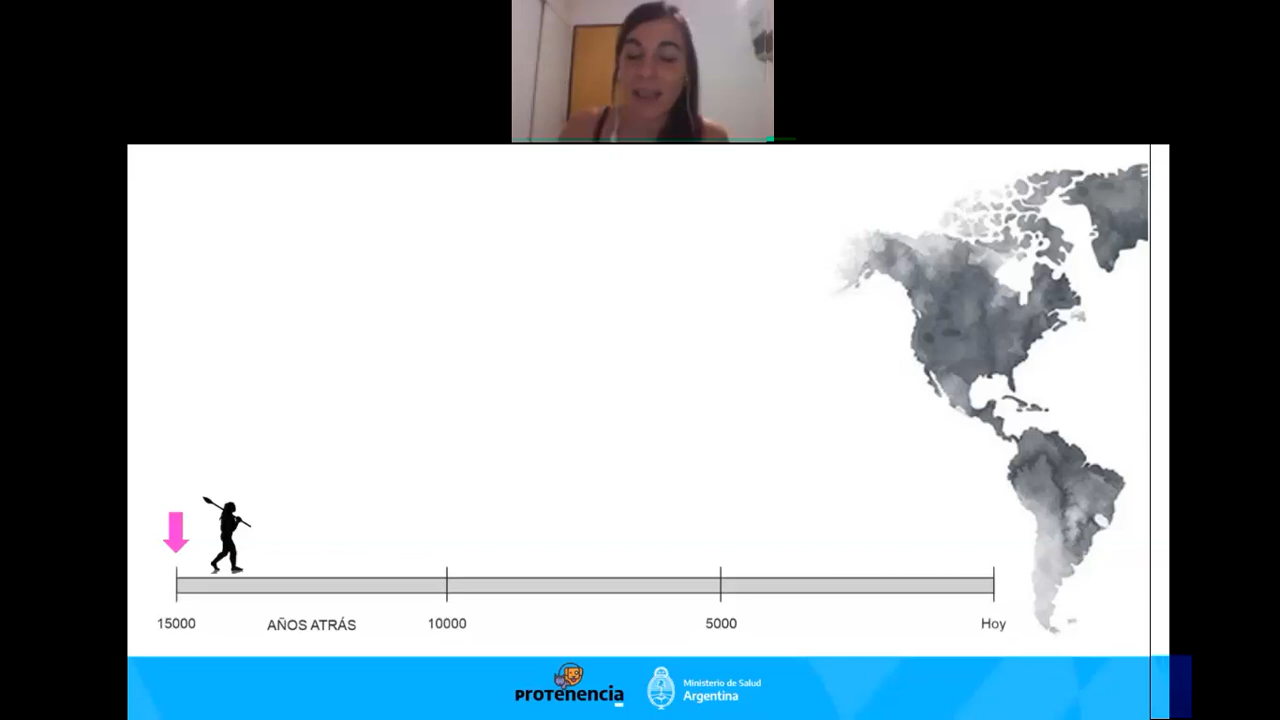 15000
AÑOS ATRÁS
10000
5000
Hoy
PROTENENCIA
Ministerio de Salud
Argentina